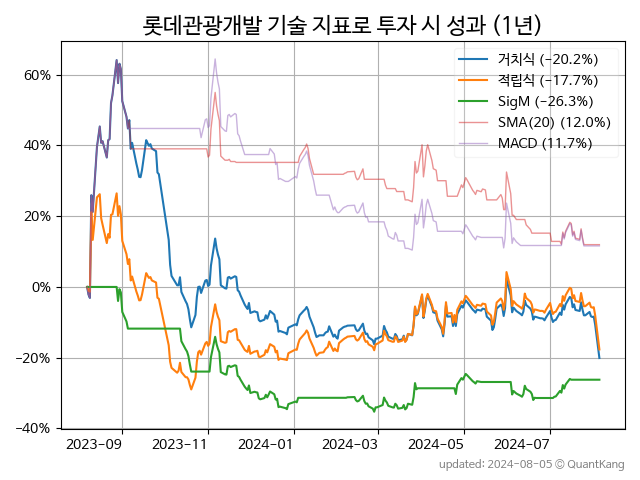 롯데관광개발 기술 지표로 투자 시 성과 (1년)
거치식 (−20.2%)
적립식 (−17.7%)
SigM (−26.3%)
SMA(20) (12.0%)
MACD (11.7%)
60%
40%
20%
0%
−20%
−40%
2023-09
2023-11
2024-01
2024-03
2024-05
2024-07
updated: 2024-08-05 © QuantKang